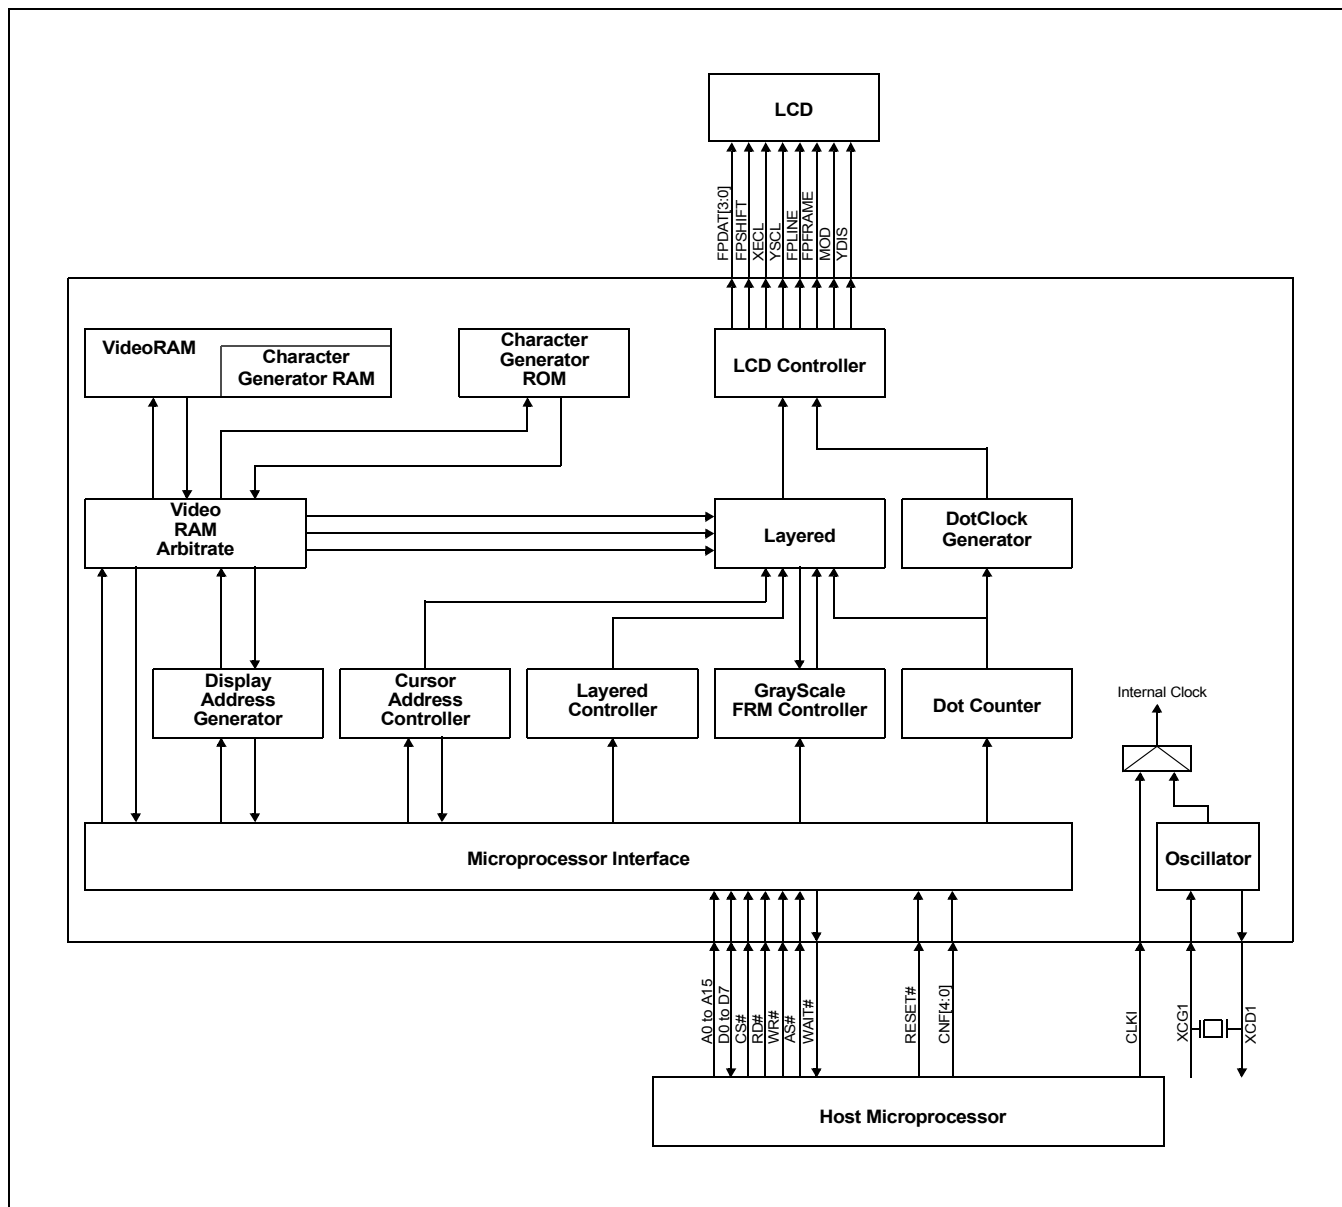 LCD
FPDAT[3:0]
FPSHIFT
XECL
YSCL
FPLINE
FPFRAME
MOD
YDIS
VideoRAM
Character
Generator RAM
Character
Generator
ROM
LCD Controller
Video
RAM
Arbitrate
Layered
DotClock
Generator
Display
Address
Generator
Cursor
Address
Controller
Layered
Controller
GrayScale
FRM Controller
Dot Counter
Internal Clock
Microprocessor Interface
Oscillator
A0 to A15
D0 to D7
CS#
RD#
WR#
AS#
WAIT#
RESET#
CNF[4:0]
CLKI
XCG1
XCD1
Host Microprocessor